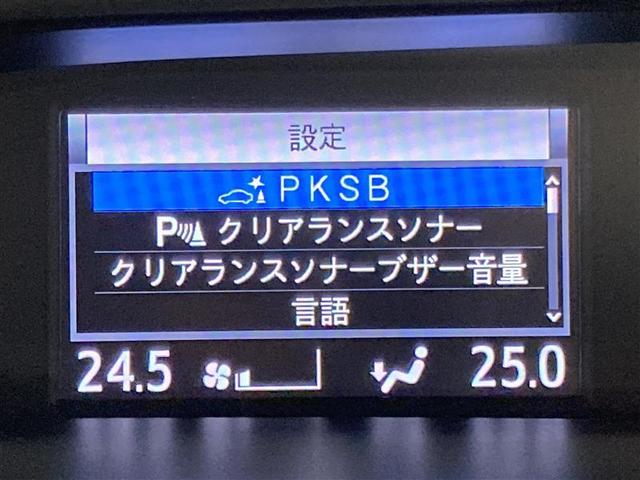 設定
PKSB
P クリアランスソナー
クリアランスソナーブザー音量
言語
24.5 25.0